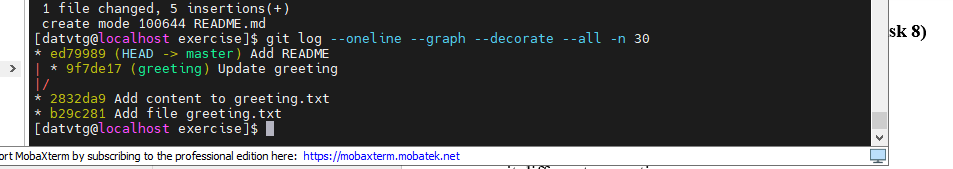 1 file changed, 5 insertions(+)
create mode 100644 README.md
[datvtg@localhost exercise]$ git log --oneline --graph --decorate --all -n 30
* ed79989 (HEAD -> master) Add README
| * 9f7de17 (greeting) Update greeting
|/
* 2832da9 Add content to greeting.txt
* b29c281 Add file greeting.txt
[datvtg@localhost exercise]$
sk 8)
ort MobaXterm by subscribing to the professional edition here: https://mobaxterm.mobatek.net